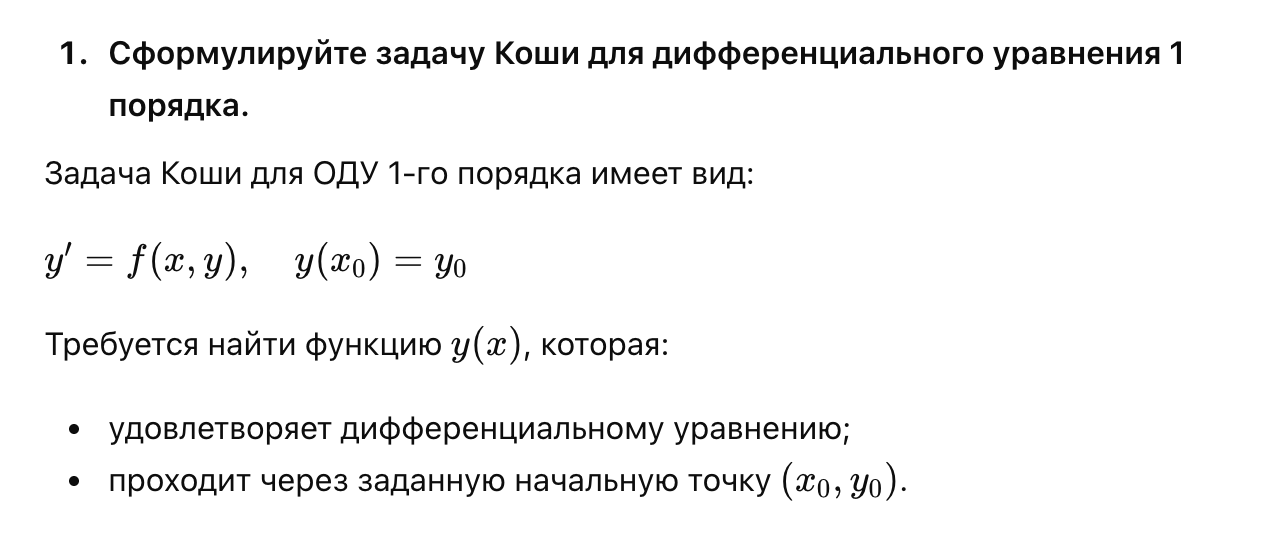 1. Сформулируйте задачу Коши для дифференциального уравнения 1
порядка.
Задача Коши для ОДУ 1-го порядка имеет вид:
y′ = f(x, y), y(x₀) = y₀
Требуется найти функцию y(x), которая:
• удовлетворяет дифференциальному уравнению;
• проходит через заданную начальную точку (x₀, y₀).